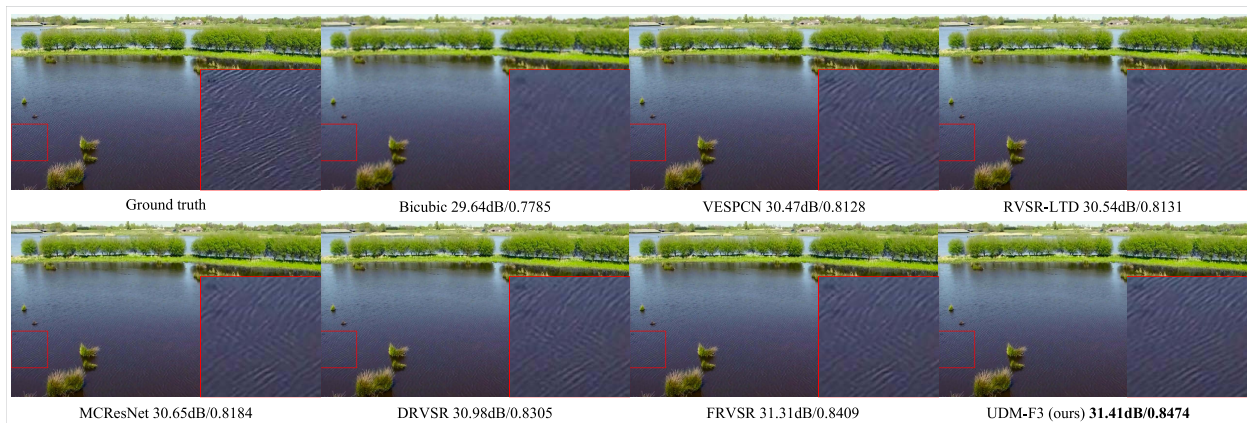 Ground truth
Bicubic 29.64dB/0.7785
VESPCN 30.47dB/0.8128
RVSR-LTD 30.54dB/0.8131
MCResNet 30.65dB/0.8184
DRVSR 30.98dB/0.8305
FRVSR 31.31dB/0.8409
UDM-F3 (ours) 31.41dB/0.8474